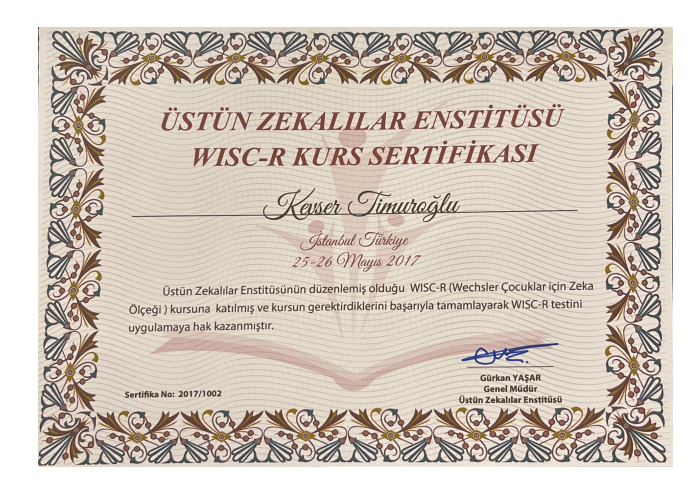 ÜSTÜN ZEKALILAR ENSTİTÜSÜ
WISC-R KURS SERTİFİKASI
Kevser Timuroğlu
İstanbul Türkiye
25-26 Mayıs 2017
Üstün Zekalılar Enstitüsünün düzenlemiş olduğu WISC-R (Wechsler Çocuklar için Zeka
Ölçeği ) kursuna katılmış ve kursun gerektirdiklerini başarıyla tamamlayarak WISC-R testini
uygulamaya hak kazanmıştır.
Gürkan YAŞAR
Genel Müdür
Sertifika No: 2017/1002
Üstün Zekalılar Enstitüsü